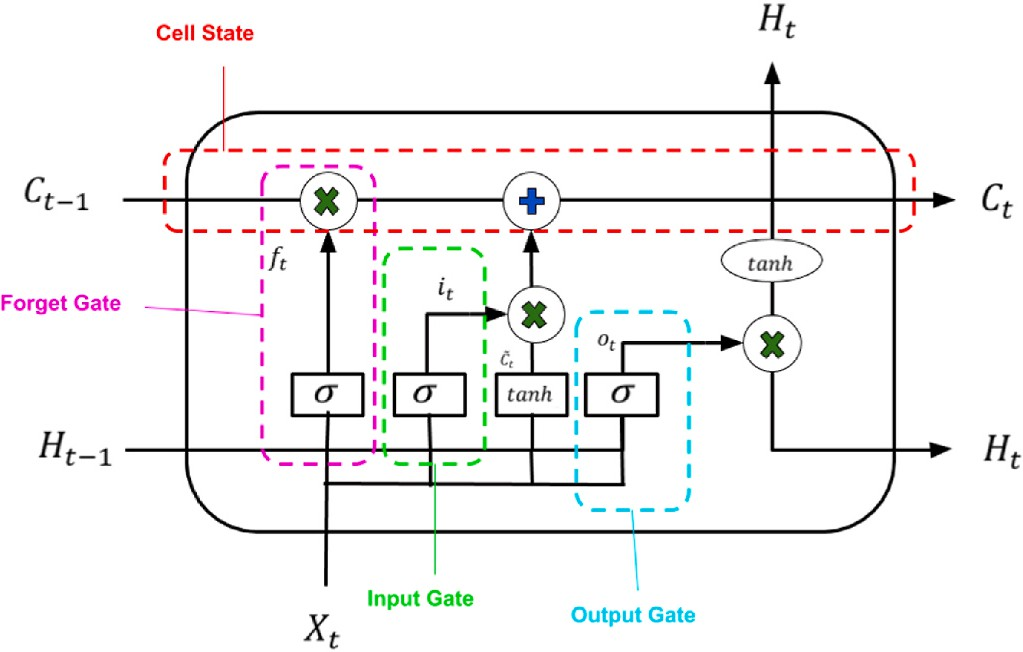 H_t
Cell State
C_{t-1}
C_t
f_t
tanh
i_t
Forget Gate
o_t
C̃_t
σ
σ
tanh
σ
H_{t-1}
H_t
Input Gate
Output Gate
X_t